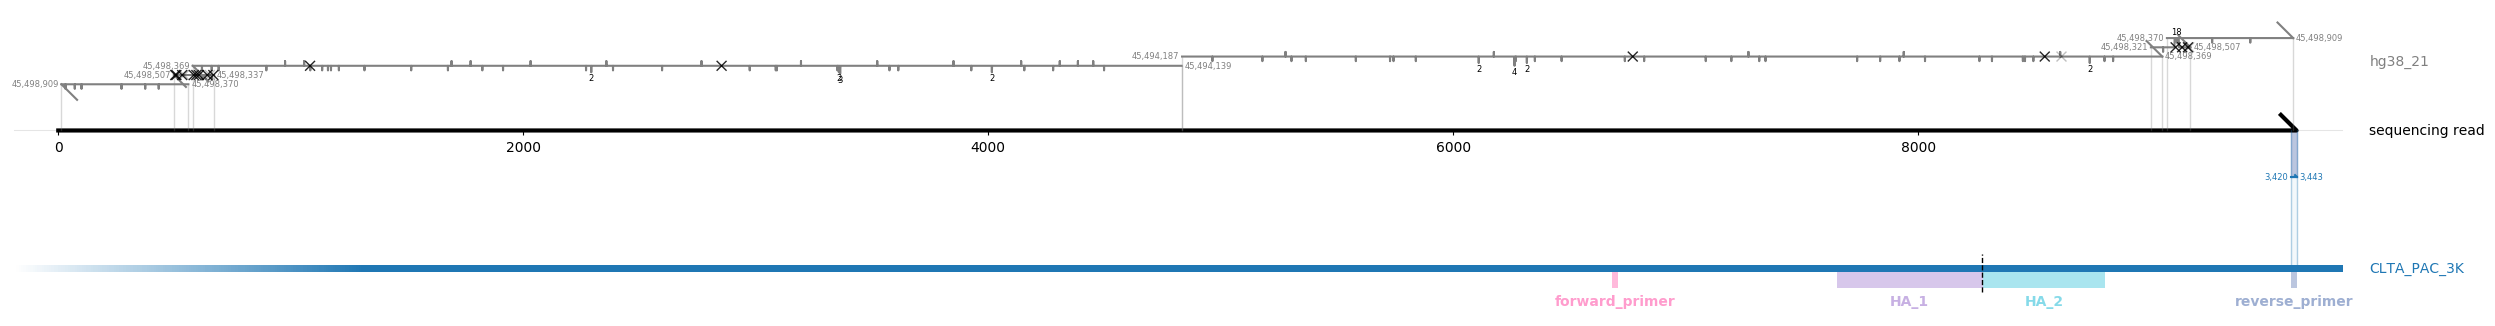 18
45,498,370 45,498,909
45,498,321 45,498,507
45,494,187 45,498,369
hg38_21
2 4 2 2
45,498,369 45,494,139
2 2 3 2
45,498,507 45,498,337
45,498,909 45,498,370
sequencing read
0 2000 4000 6000 8000
3,420 3,443
CLTA_PAC_3K
forward_primer HA_1 HA_2 reverse_primer